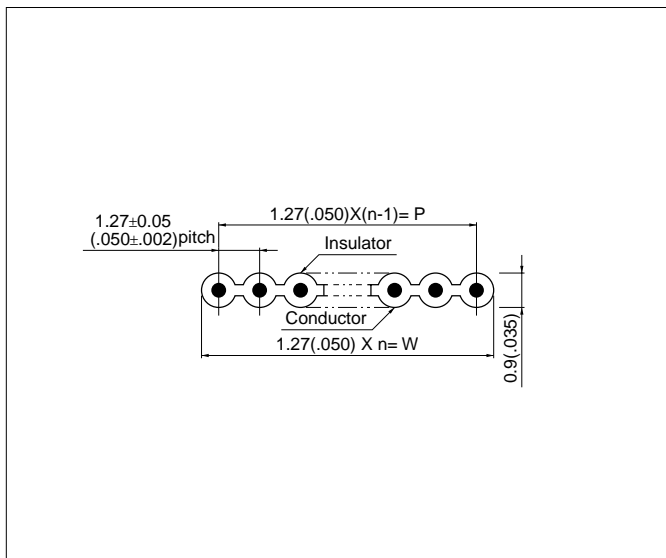 1.27(.050)X(n-1)= P
1.27±0.05
(.050±.002)pitch
Insulator
Conductor
1.27(.050) X n= W
0.9(.035)